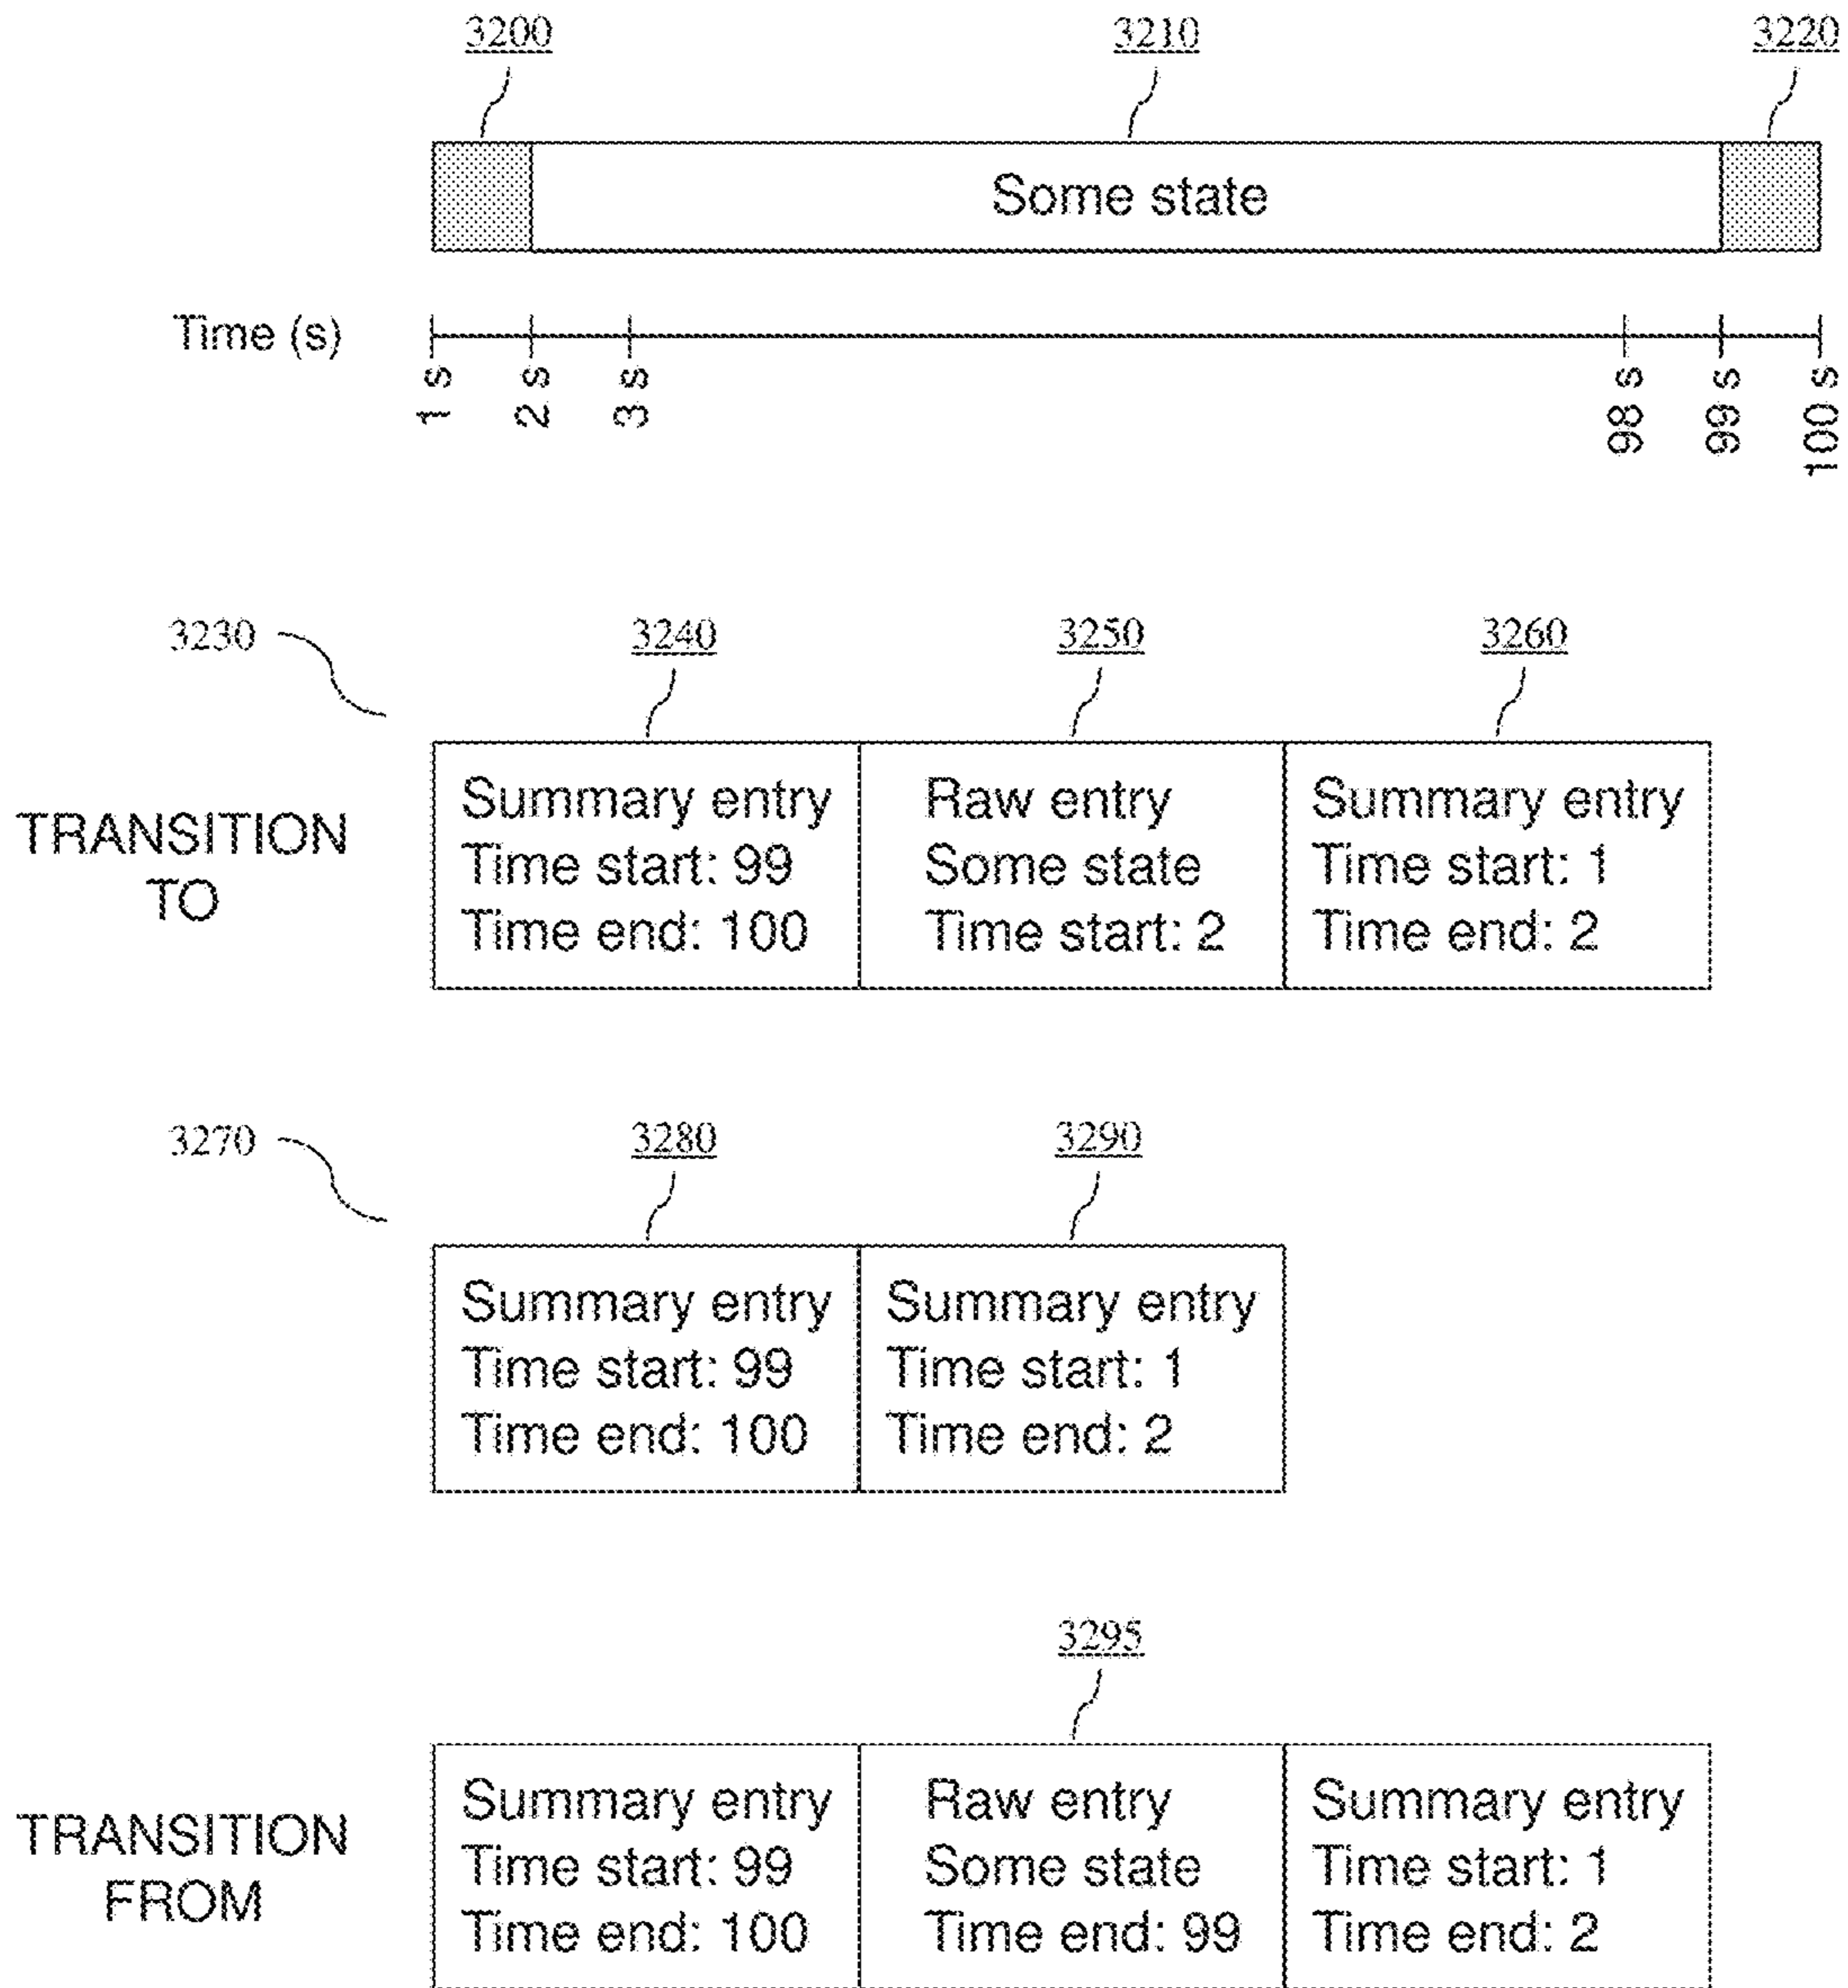 3200 3210 3220
Some state
Time (s)
1 s 2 s 3 s 98 s 99 s 100 s
3230 3240 3250 3260
TRANSITION
TO
Summary entry
Time start: 99
Time end: 100
Raw entry
Some state
Time start: 2
Summary entry
Time start: 1
Time end: 2
3270 3280 3290
Summary entry
Time start: 99
Time end: 100
Summary entry
Time start: 1
Time end: 2
3295
TRANSITION
FROM
Summary entry
Time start: 99
Time end: 100
Raw entry
Some state
Time end: 99
Summary entry
Time start: 1
Time end: 2